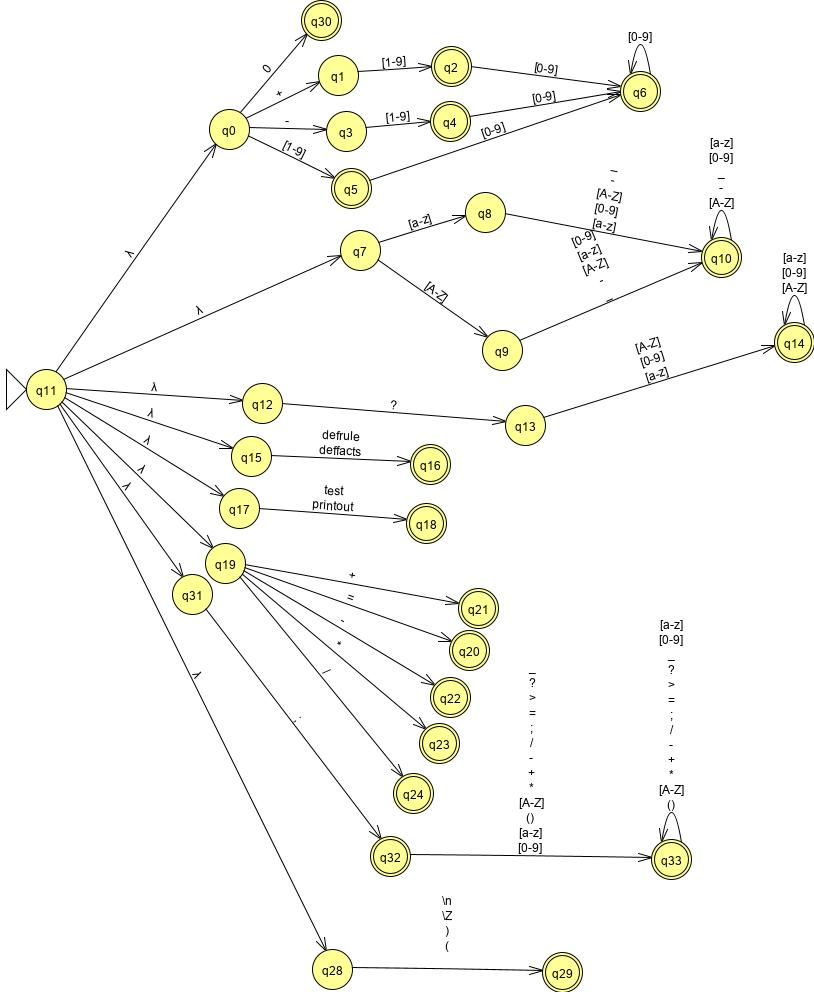 q30
[0-9]
0
q1
[1-9]
q2
[0-9]
+
q6
q0
-
q3
[1-9]
q4
[0-9]
[1-9]
[0-9]
q5
[a-z]
[0-9]
_
-
[A-Z]
_
-
[A-Z]
[0-9]
[a-z]
λ
q7
[a-z]
q8
q10
[0-9]
[a-z]
[A-Z]
-
_
[A-Z]
q9
[a-z]
[0-9]
[A-Z]
q14
λ
[A-Z]
[0-9]
[a-z]
q11
λ
q12
?
q13
λ
q15
defrule
deffacts
q16
λ
q17
test
printout
q18
λ
q19
λ
q31
+
q21
=
q20
-
q22
*
q23
/
q24
λ
;
q32
_
?
>
=
;
/
-
+
*
[A-Z]
()
[a-z]
[0-9]
[a-z]
[0-9]
_
?
>
=
;
/
-
+
*
[A-Z]
()
q33
\n
\Z
)
(
q28
q29